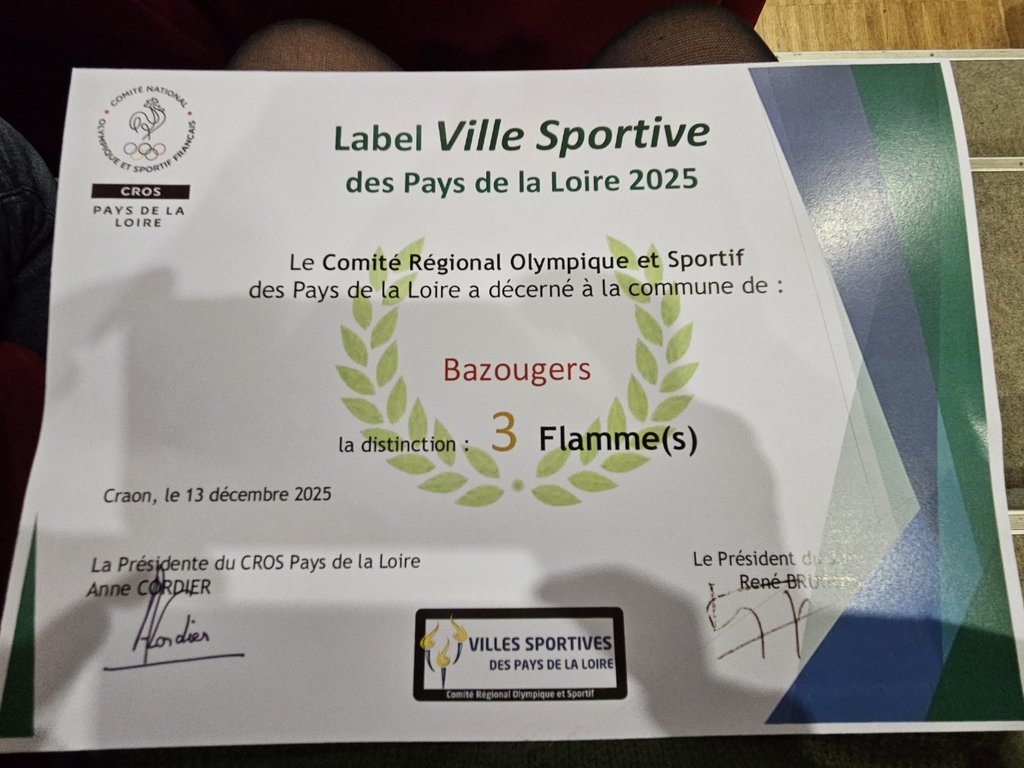 COMITÉ NATIONAL
OLYMPIQUE ET SPORTIF FRANÇAIS
CROS
PAYS DE LA
LOIRE
Label Ville Sportive
des Pays de la Loire 2025
Le Comité Régional Olympique et Sportif
des Pays de la Loire a décerné à la commune de :
Bazougers
la distinction : 3 Flamme(s)
Craon, le 13 décembre 2025
La Présidente du CROS Pays de la Loire
Anne CORDIER
ACordier
Le Président du
René
VILLES SPORTIVES
DES PAYS DE LA LOIRE
Comité Régional Olympique et Sportif